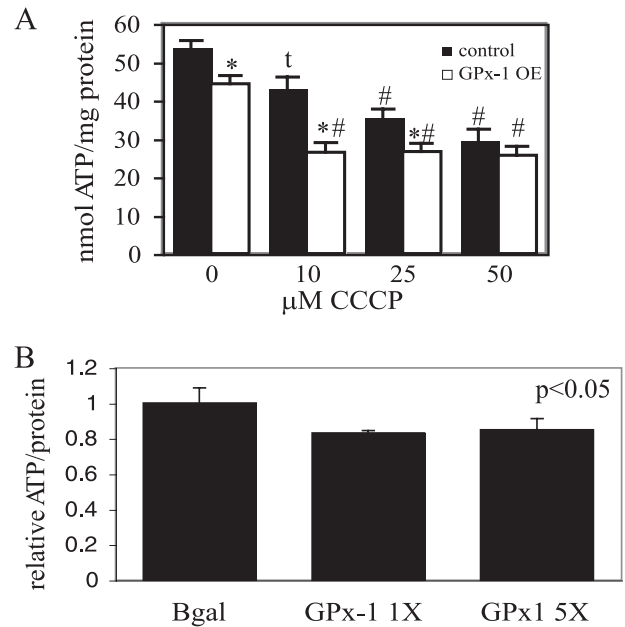 A
nmol ATP/mg protein
60
50
40
30
20
10
0
control
GPx-1 OE
*
t
*#
#
*#
#
#
0 10 25 50
μM CCCP
B
relative ATP/protein
1.2
1
0.8
0.6
0.4
0.2
0
p<0.05
Bgal GPx-1 1X GPx1 5X